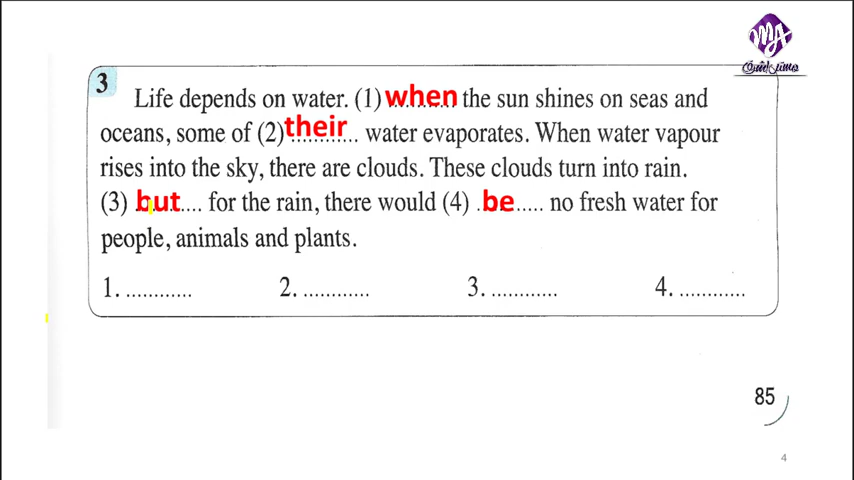 MA
مستر اشرف
3
Life depends on water. (1) when the sun shines on seas and
oceans, some of (2) their ............ water evaporates. When water vapour
rises into the sky, there are clouds. These clouds turn into rain.
(3) but .... for the rain, there would (4) . be ..... no fresh water for
people, animals and plants.
1. ............ 2. ............ 3. ............ 4. ............
85
4